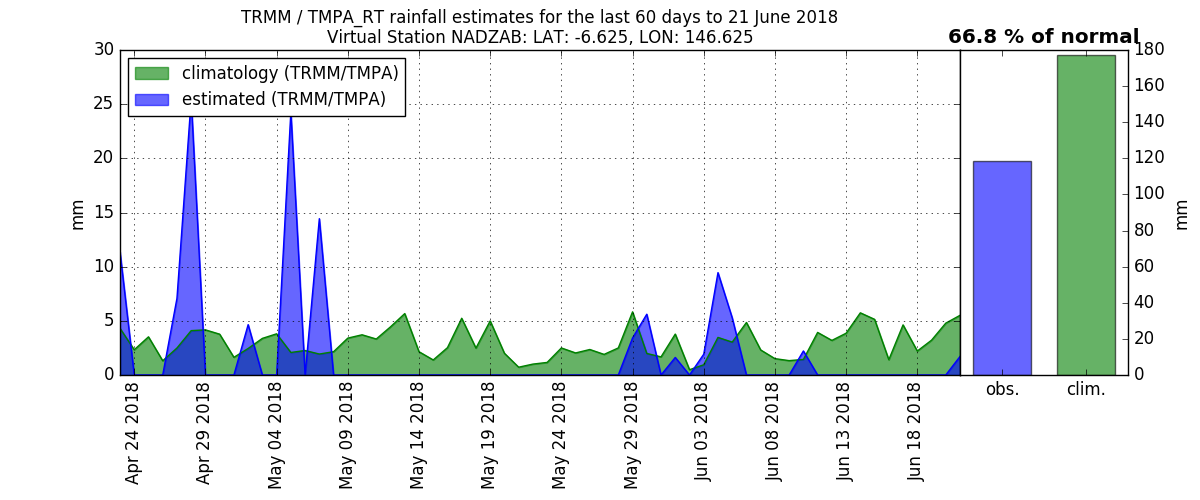 TRMM / TMPA_RT rainfall estimates for the last 60 days to 21 June 2018
Virtual Station NADZAB: LAT: -6.625, LON: 146.625
66.8 % of normal
climatology (TRMM/TMPA)
estimated (TRMM/TMPA)
30
25
20
15
10
5
0
mm
180
160
140
120
100
80
60
40
20
0
mm
Apr 24 2018
Apr 29 2018
May 04 2018
May 09 2018
May 14 2018
May 19 2018
May 24 2018
May 29 2018
Jun 03 2018
Jun 08 2018
Jun 13 2018
Jun 18 2018
obs.
clim.